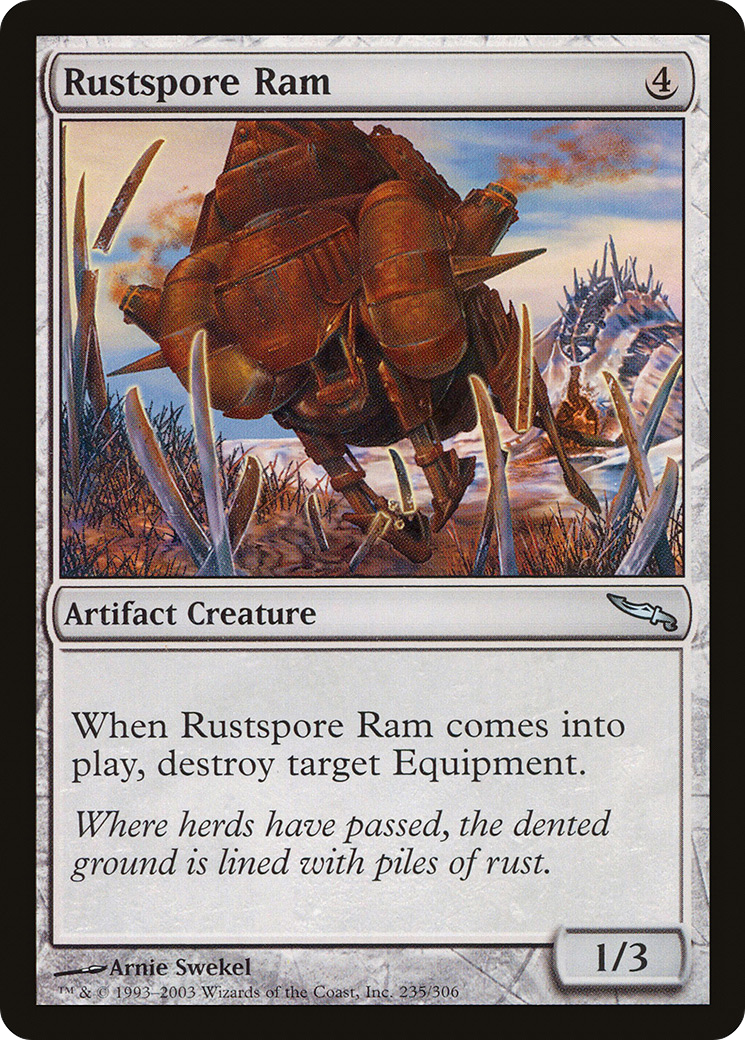 Rustspore Ram
4
Artifact Creature
When Rustspore Ram comes into
play, destroy target Equipment.
Where herds have passed, the dented
ground is lined with piles of rust.
1/3
Arnie Swekel
™ & © 1993–2003 Wizards of the Coast, Inc. 235/306